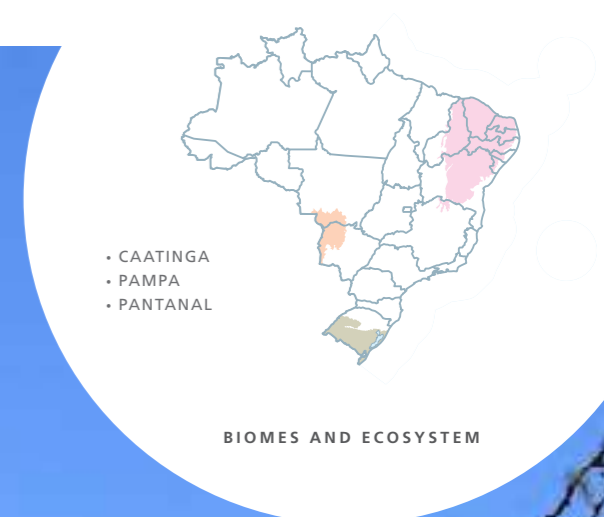 • CAATINGA
• PAMPA
• PANTANAL
BIOMES AND ECOSYSTEM